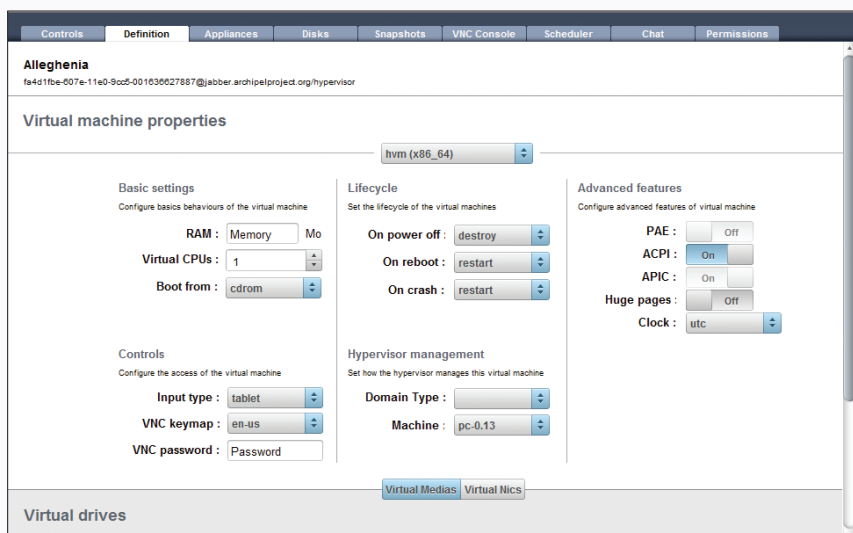 Controls Definition Appliances Disks Snapshots VNC Console Scheduler Chat Permissions
Alleghenia
fa4d1fbe-607e-11e0-9cc5-001636627887@jabber.archipelproject.org/hypervisor
Virtual machine properties
hvm (x86_64)
Basic settings
Configure basics behaviours of the virtual machine
RAM : Memory Mo
Virtual CPUs : 1
Boot from : cdrom
Lifecycle
Set the lifecycle of the virtual machines
On power off : destroy
On reboot : restart
On crash : restart
Advanced features
Configure advanced features of virtual machine
PAE : Off
ACPI : On
APIC : On
Huge pages : Off
Clock : utc
Controls
Configure the access of the virtual machine
Input type : tablet
VNC keymap : en-us
VNC password : Password
Hypervisor management
Set how the hypervisor manages this virtual machine
Domain Type :
Machine : pc-0.13
Virtual Medias Virtual Nics
Virtual drives